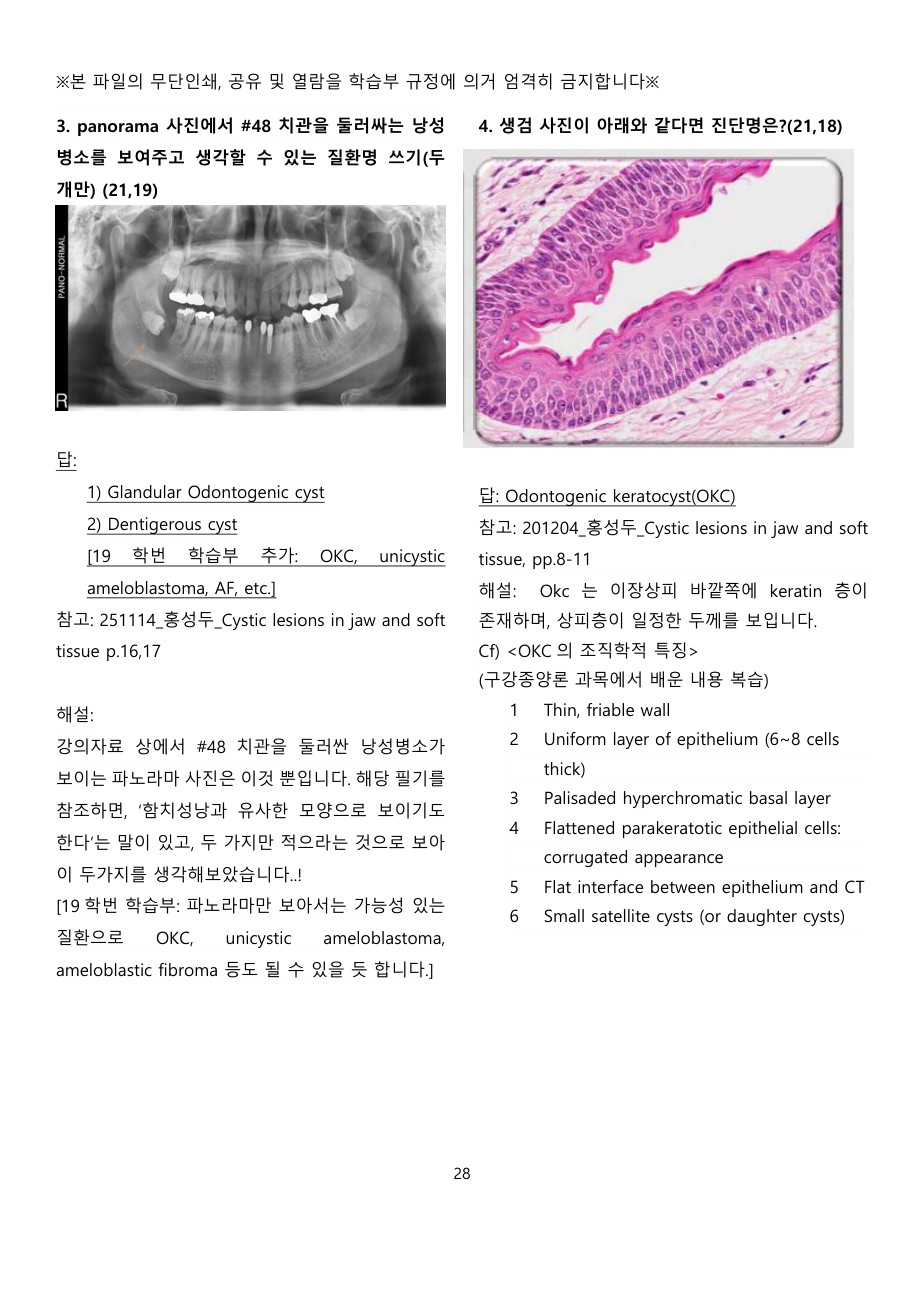 ※본 파일의 무단인쇄, 공유 및 열람을 학습부 규정에 의거 엄격히 금지합니다※
3. panorama 사진에서 #48 치관을 둘러싸는 낭성
병소를 보여주고 생각할 수 있는 질환명 쓰기(두
개만) (21,19)
PANO-NORMAL
R
답:
1) Glandular Odontogenic cyst
2) Dentigerous cyst
[19 학번 학습부 추가: OKC, unicystic
ameloblastoma, AF, etc.]
참고: 251114_홍성두_Cystic lesions in jaw and soft
tissue p.16,17
해설:
강의자료 상에서 #48 치관을 둘러싼 낭성병소가
보이는 파노라마 사진은 이것 뿐입니다. 해당 필기를
참조하면, ‘함치성낭과 유사한 모양으로 보이기도
한다’는 말이 있고, 두 가지만 적으라는 것으로 보아
이 두가지를 생각해보았습니다..!
[19 학번 학습부: 파노라마만 보아서는 가능성 있는
질환으로 OKC, unicystic ameloblastoma,
ameloblastic fibroma 등도 될 수 있을 듯 합니다.]
4. 생검 사진이 아래와 같다면 진단명은?(21,18)
답: Odontogenic keratocyst(OKC)
참고: 201204_홍성두_Cystic lesions in jaw and soft
tissue, pp.8-11
해설: Okc 는 이장상피 바깥쪽에 keratin 층이
존재하며, 상피층이 일정한 두께를 보입니다.
Cf) <OKC 의 조직학적 특징>
(구강종양론 과목에서 배운 내용 복습)
1 Thin, friable wall
2 Uniform layer of epithelium (6~8 cells
thick)
3 Palisaded hyperchromatic basal layer
4 Flattened parakeratotic epithelial cells:
corrugated appearance
5 Flat interface between epithelium and CT
6 Small satellite cysts (or daughter cysts)
28